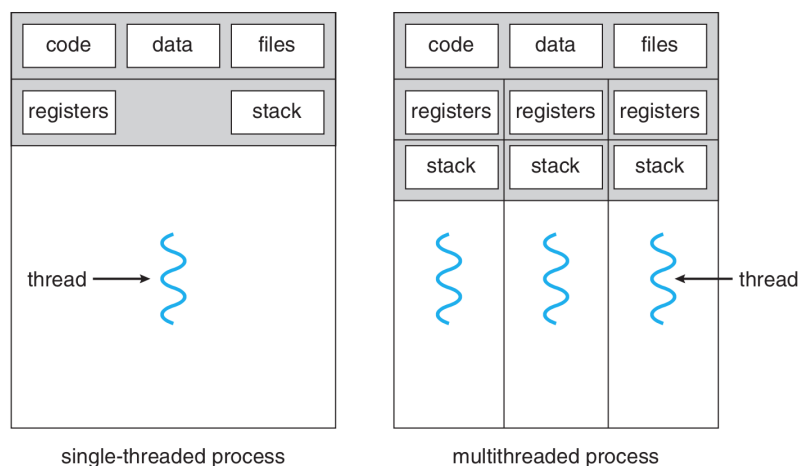 code data files
registers stack
thread
single-threaded process
code data files
registers registers registers
stack stack stack
thread
multithreaded process